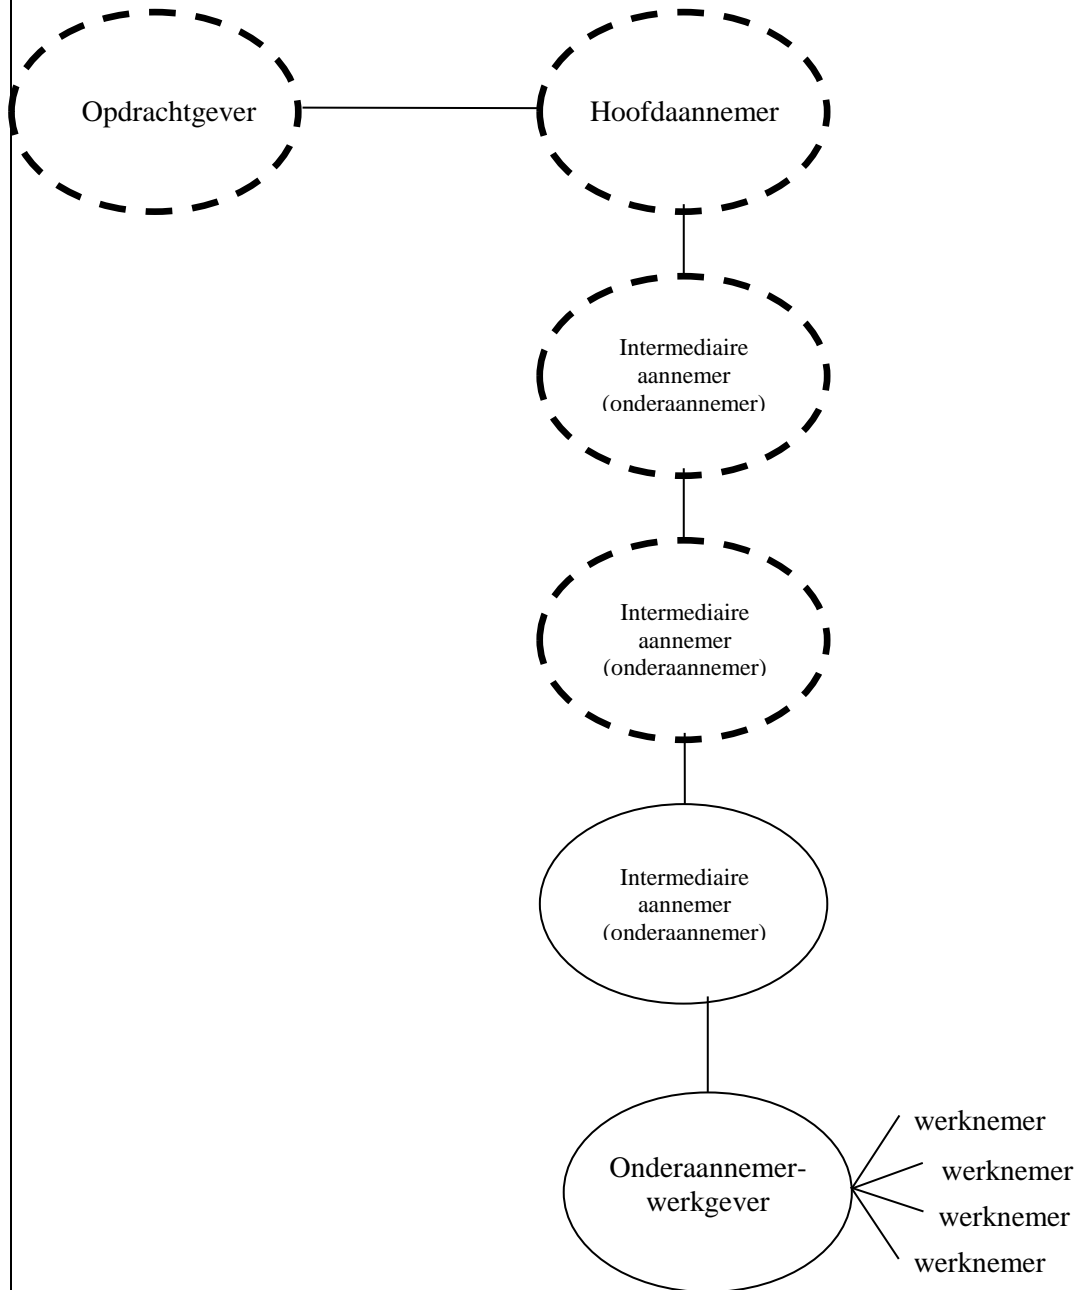 Opdrachtgever
Hoofdaannemer
Intermediaire
aannemer
(onderaannemer)
Intermediaire
aannemer
(onderaannemer)
Intermediaire
aannemer
(onderaannemer)
Onderaannemer-
werkgever
werknemer
werknemer
werknemer
werknemer